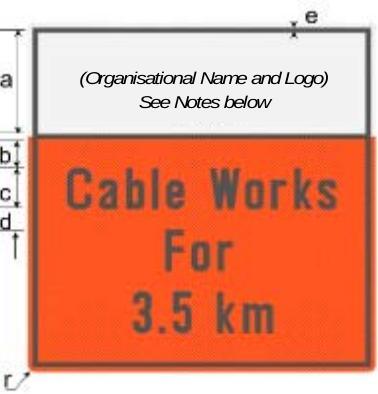 e
a
(Organisational Name and Logo)
See Notes below
b
c
d
Cable Works
For
3.5 km
r